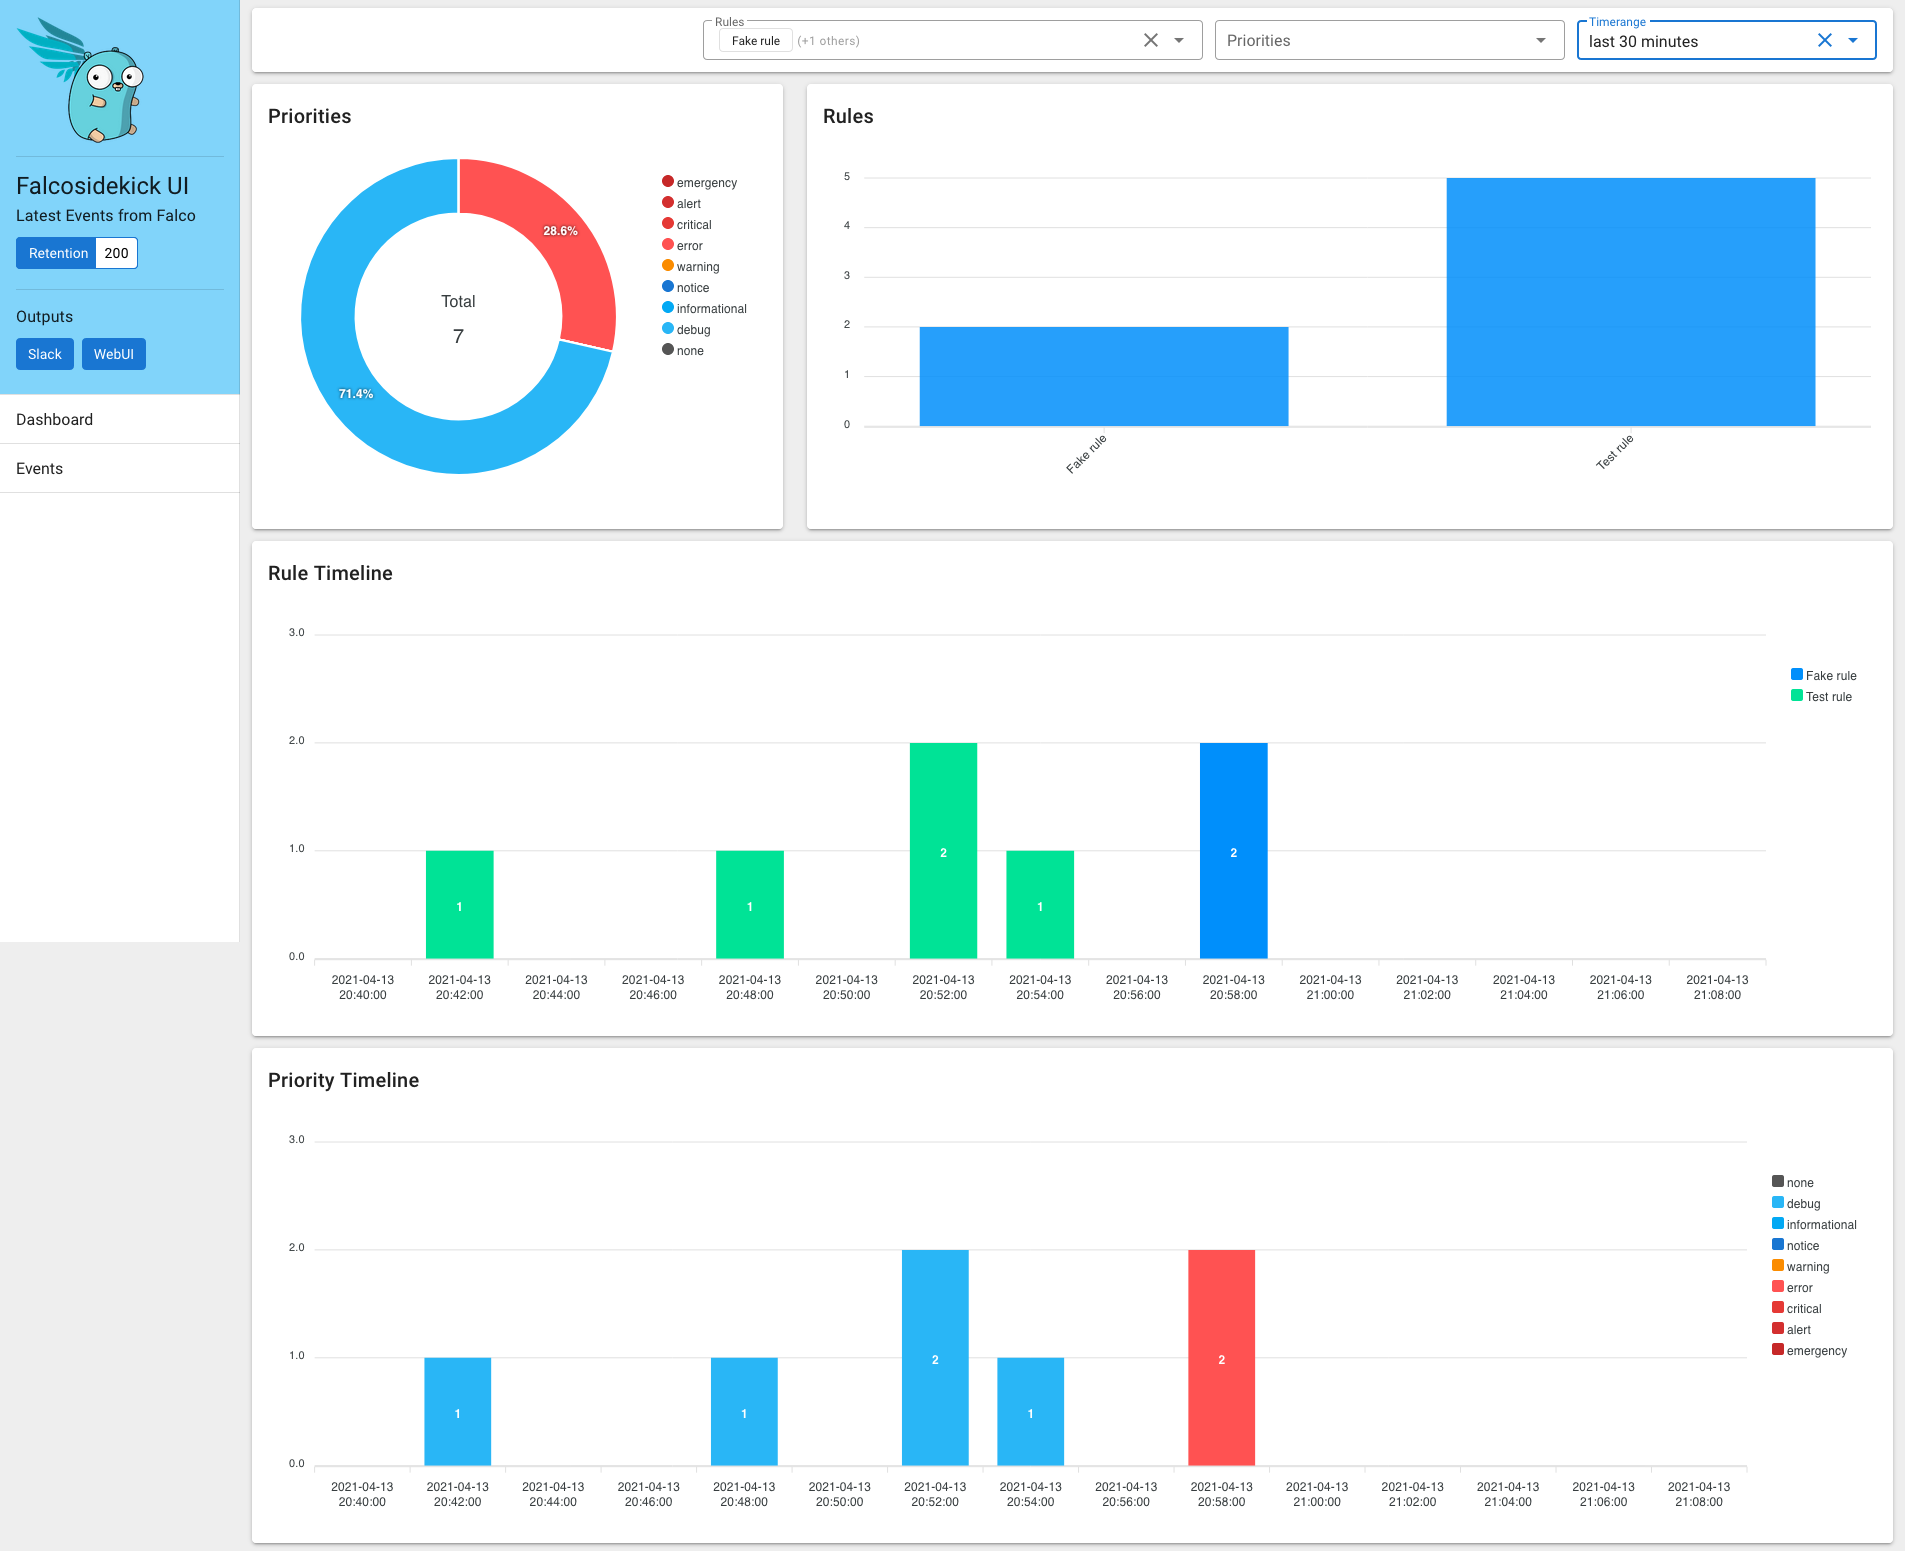 Falcosidekick UI
Latest Events from Falco
Retention 200
Outputs
Slack WebUI
Dashboard
Events
Rules
Fake rule (+1 others)
Priorities
Timerange
last 30 minutes
Priorities
28.6%
71.4%
Total
7
emergency
alert
critical
error
warning
notice
informational
debug
none
Rules
5
4
3
2
1
0
Fake rule
Test rule
Rule Timeline
3.0
2.0
1.0
0.0
1
1
2
1
2
2021-04-13 2021-04-13 2021-04-13 2021-04-13 2021-04-13 2021-04-13 2021-04-13 2021-04-13 2021-04-13 2021-04-13 2021-04-13 2021-04-13 2021-04-13 2021-04-13 2021-04-13
20:40:00 20:42:00 20:44:00 20:46:00 20:48:00 20:50:00 20:52:00 20:54:00 20:56:00 20:58:00 21:00:00 21:02:00 21:04:00 21:06:00 21:08:00
Fake rule
Test rule
Priority Timeline
3.0
2.0
1.0
0.0
1
1
2
1
2
2021-04-13 2021-04-13 2021-04-13 2021-04-13 2021-04-13 2021-04-13 2021-04-13 2021-04-13 2021-04-13 2021-04-13 2021-04-13 2021-04-13 2021-04-13 2021-04-13 2021-04-13
20:40:00 20:42:00 20:44:00 20:46:00 20:48:00 20:50:00 20:52:00 20:54:00 20:56:00 20:58:00 21:00:00 21:02:00 21:04:00 21:06:00 21:08:00
none
debug
informational
notice
warning
error
critical
alert
emergency